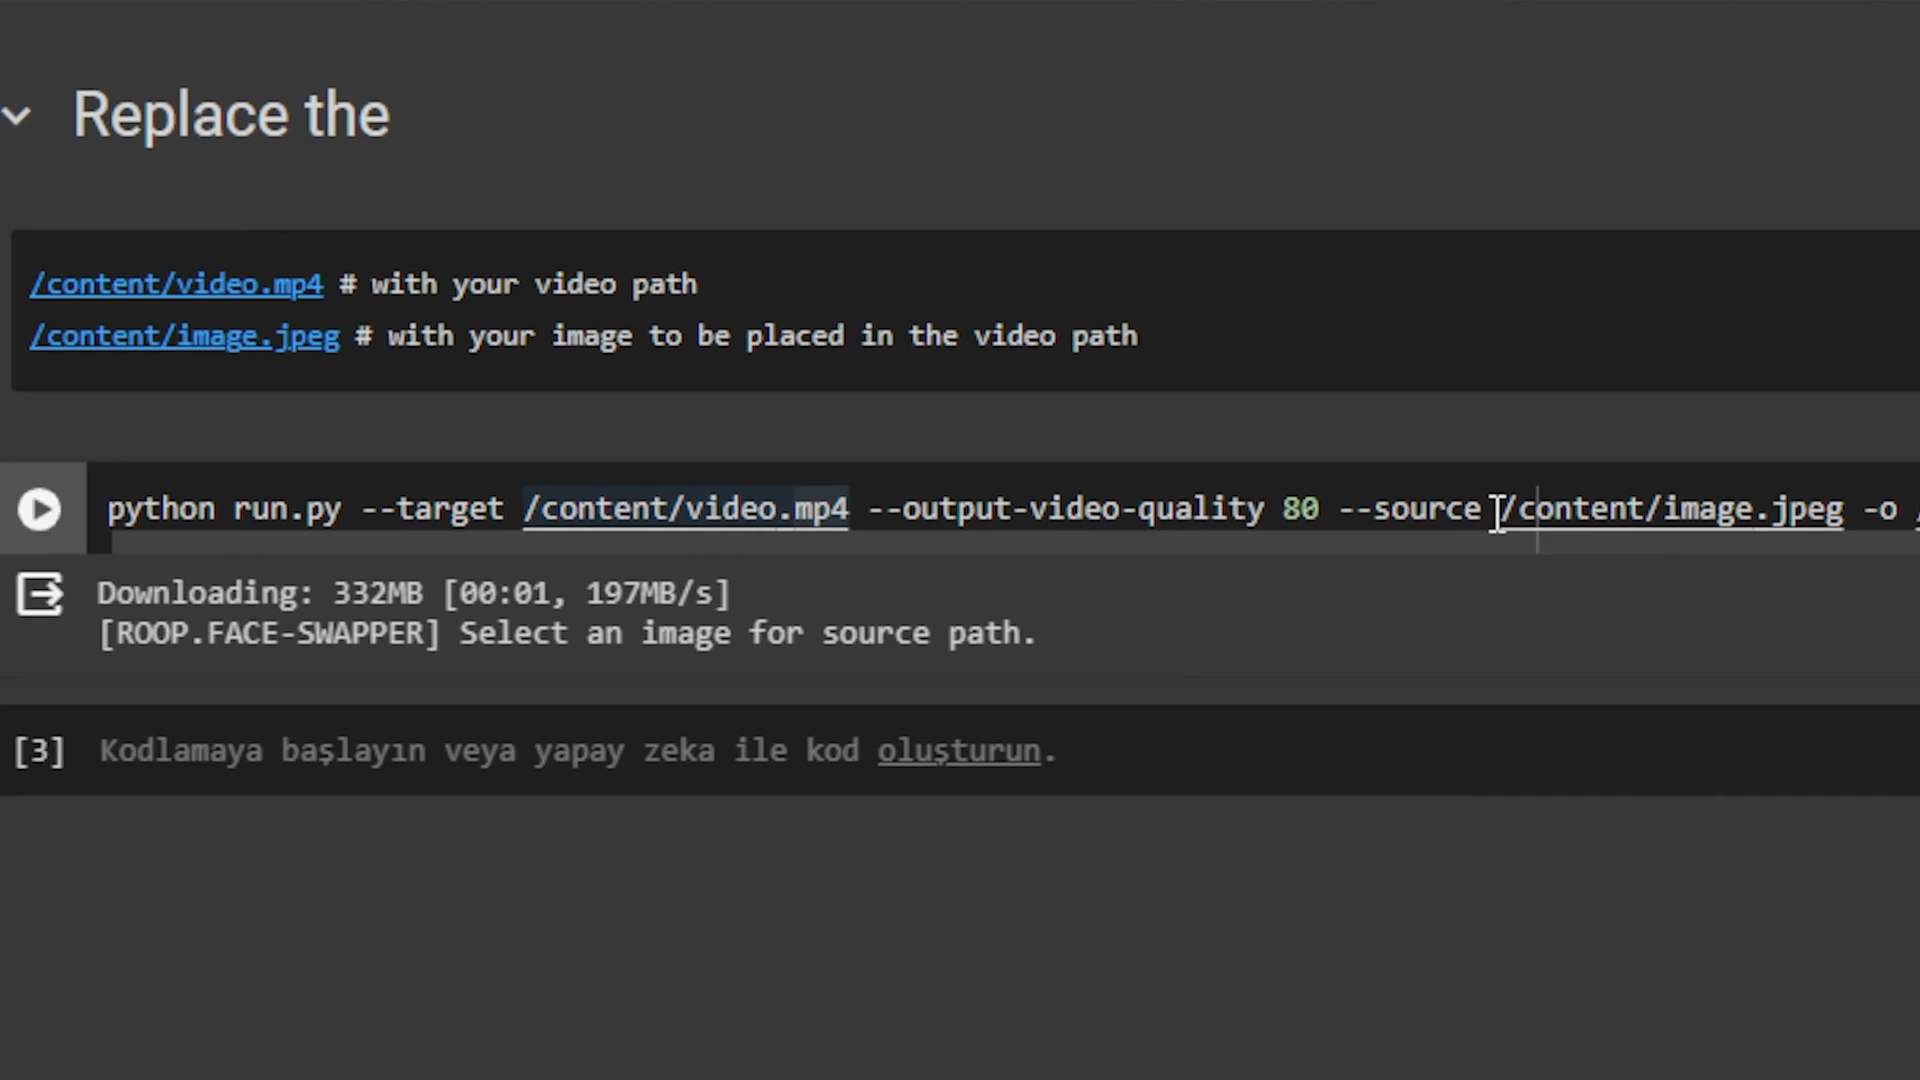 Replace the
/content/video.mp4 # with your video path
/content/image.jpeg # with your image to be placed in the video path
python run.py --target /content/video.mp4 --output-video-quality 80 --source /content/image.jpeg -o /
Downloading: 332MB [00:01, 197MB/s]
[ROOP.FACE-SWAPPER] Select an image for source path.
[3] Kodlamaya başlayın veya yapay zeka ile kod oluşturun.